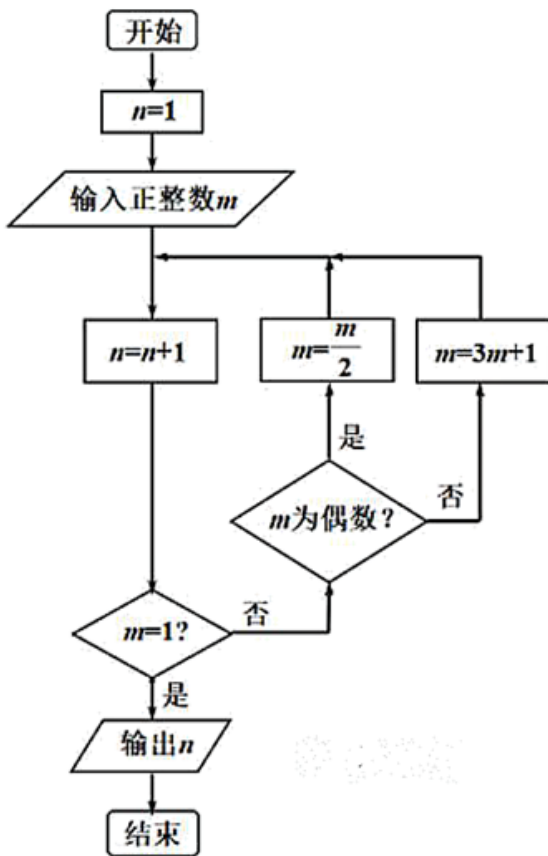 开始
n=1
输入正整数m
n=n+1
m=m/2
m=3m+1
是
否
m为偶数?
否
m=1?
是
输出n
结束